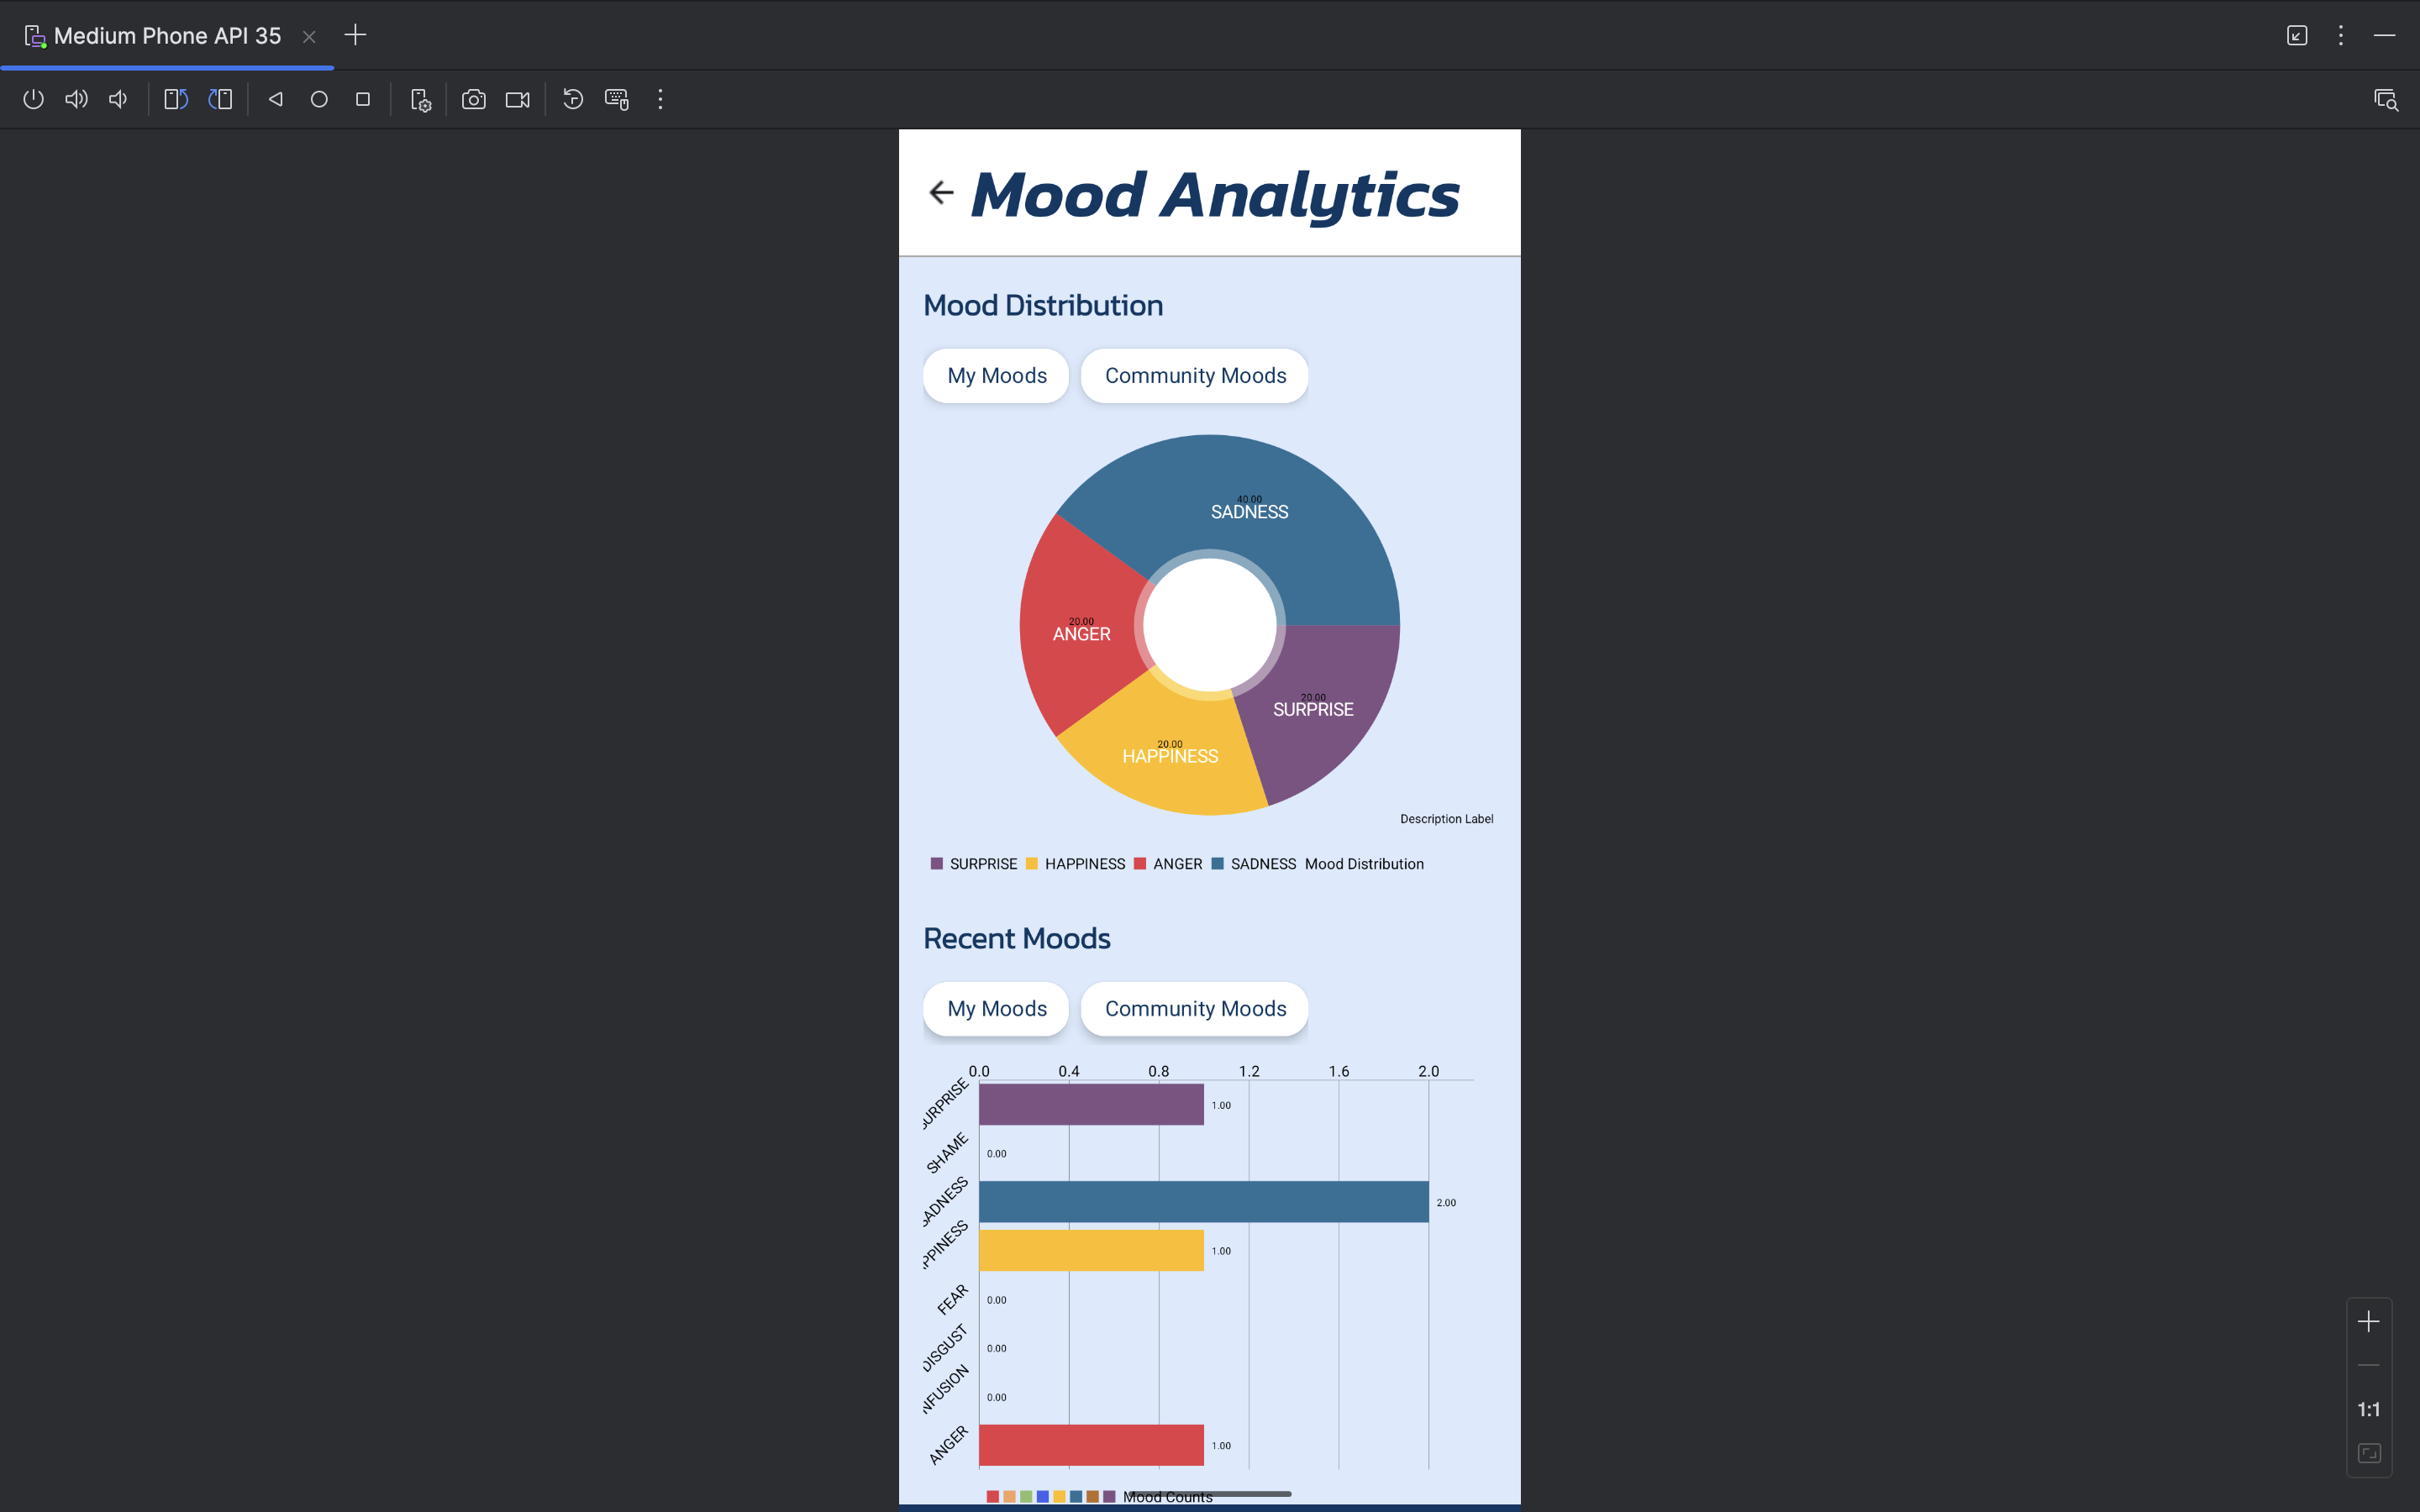 Medium Phone API 35
Mood Analytics
Mood Distribution
My Moods Community Moods
40.00
SADNESS
20.00
ANGER
20.00
SURPRISE
20.00
HAPPINESS
Description Label
SURPRISE HAPPINESS ANGER SADNESS Mood Distribution
Recent Moods
My Moods Community Moods
0.0 0.4 0.8 1.2 1.6 2.0
SURPRISE 1.00
SHAME 0.00
SADNESS 2.00
PPINESS 1.00
FEAR 0.00
DISGUST 0.00
NFUSION 0.00
ANGER 1.00
Mood Counts
1:1